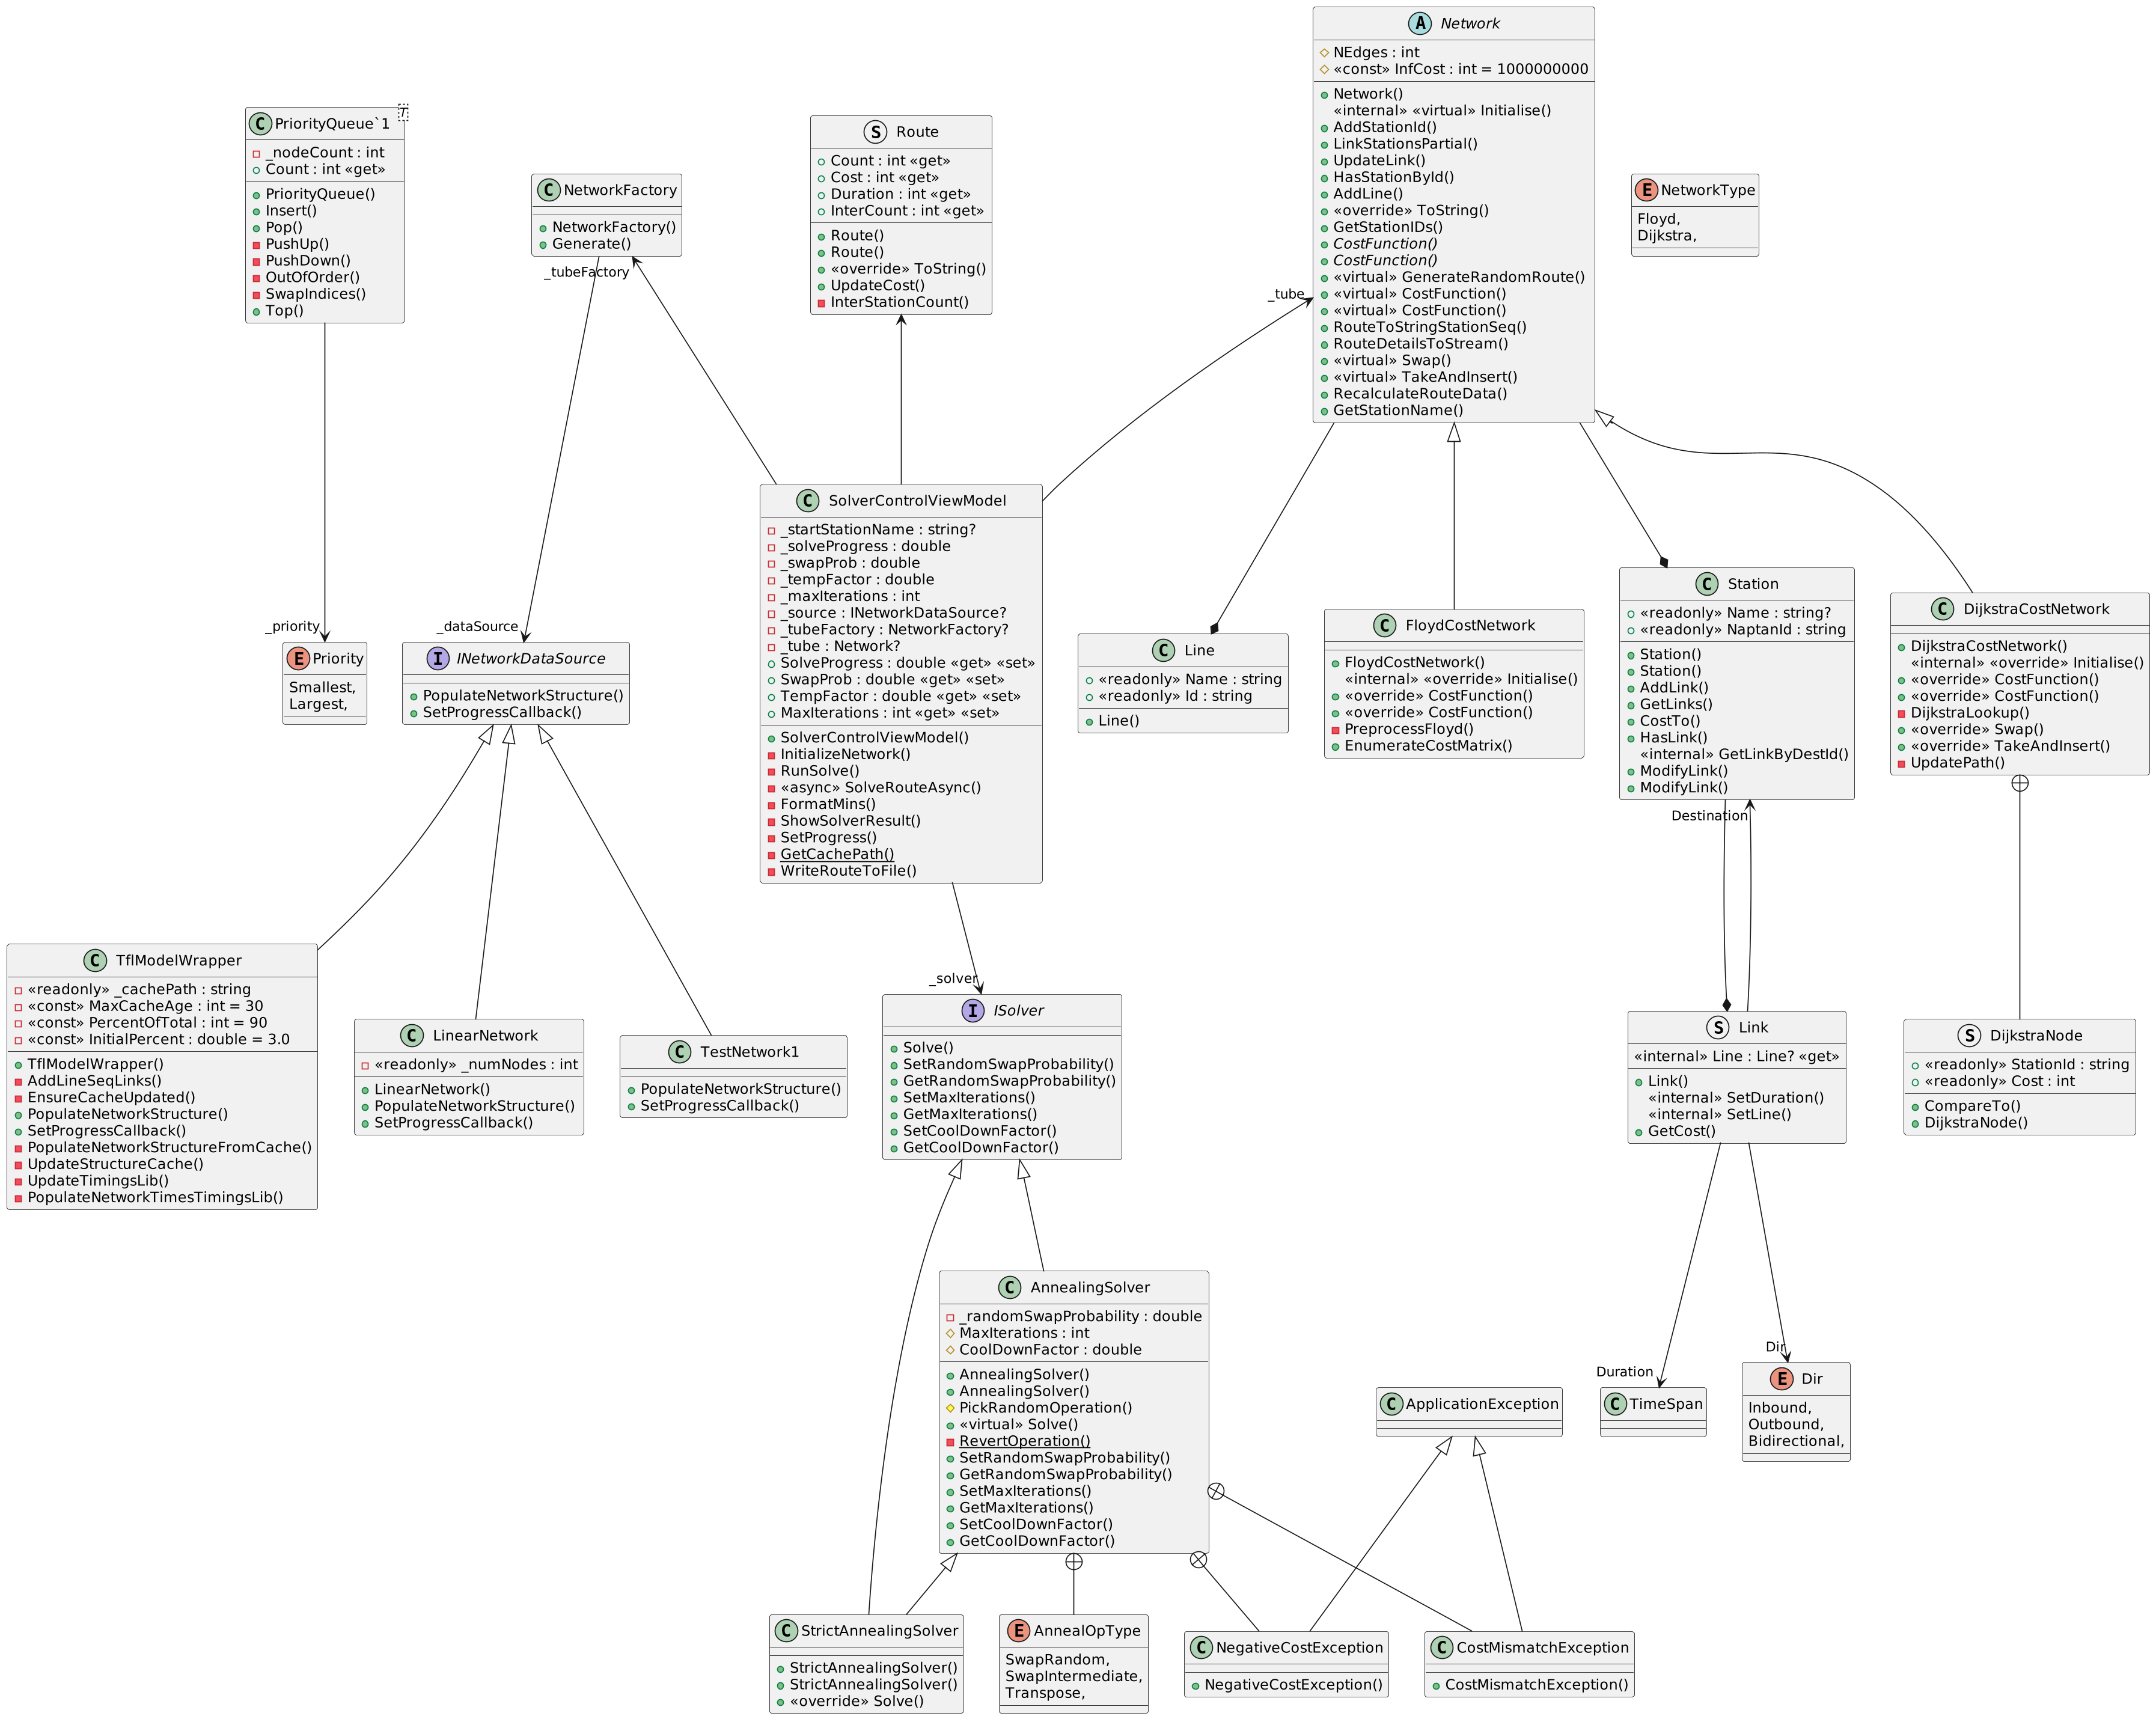 A Network
NEdges : int
«const» InfCost : int = 1000000000
Network()
«internal» «virtual» Initialise()
AddStationId()
LinkStationsPartial()
UpdateLink()
HasStationById()
AddLine()
«override» ToString()
GetStationIDs()
CostFunction()
CostFunction()
«virtual» GenerateRandomRoute()
«virtual» CostFunction()
«virtual» CostFunction()
RouteToStringStationSeq()
RouteDetailsToStream()
«virtual» Swap()
«virtual» TakeAndInsert()
RecalculateRouteData()
GetStationName()
_tube
C PriorityQueue`1
T
_nodeCount : int
Count : int «get»
PriorityQueue()
Insert()
Pop()
PushUp()
PushDown()
OutOfOrder()
SwapIndices()
Top()
C NetworkFactory
NetworkFactory()
Generate()
_tubeFactory
S Route
Count : int «get»
Cost : int «get»
Duration : int «get»
InterCount : int «get»
Route()
Route()
«override» ToString()
UpdateCost()
InterStationCount()
E NetworkType
Floyd,
Dijkstra,
_priority
E Priority
Smallest,
Largest,
_dataSource
I INetworkDataSource
PopulateNetworkStructure()
SetProgressCallback()
C SolverControlViewModel
_startStationName : string?
_solveProgress : double
_swapProb : double
_tempFactor : double
_maxIterations : int
_source : INetworkDataSource?
_tubeFactory : NetworkFactory?
_tube : Network?
SolveProgress : double «get» «set»
SwapProb : double «get» «set»
TempFactor : double «get» «set»
MaxIterations : int «get» «set»
SolverControlViewModel()
InitializeNetwork()
RunSolve()
«async» SolveRouteAsync()
FormatMins()
ShowSolverResult()
SetProgress()
GetCachePath()
WriteRouteToFile()
C Line
«readonly» Name : string
«readonly» Id : string
Line()
C FloydCostNetwork
FloydCostNetwork()
«internal» «override» Initialise()
«override» CostFunction()
«override» CostFunction()
PreprocessFloyd()
EnumerateCostMatrix()
C Station
«readonly» Name : string?
«readonly» NaptanId : string
Station()
Station()
AddLink()
GetLinks()
CostTo()
HasLink()
«internal» GetLinkByDestId()
ModifyLink()
ModifyLink()
Destination
C DijkstraCostNetwork
DijkstraCostNetwork()
«internal» «override» Initialise()
«override» CostFunction()
«override» CostFunction()
DijkstraLookup()
«override» Swap()
«override» TakeAndInsert()
UpdatePath()
C TflModelWrapper
«readonly» _cachePath : string
«const» MaxCacheAge : int = 30
«const» PercentOfTotal : int = 90
«const» InitialPercent : double = 3.0
TflModelWrapper()
AddLineSeqLinks()
EnsureCacheUpdated()
PopulateNetworkStructure()
SetProgressCallback()
PopulateNetworkStructureFromCache()
UpdateStructureCache()
UpdateTimingsLib()
PopulateNetworkTimesTimingsLib()
C LinearNetwork
«readonly» _numNodes : int
LinearNetwork()
PopulateNetworkStructure()
SetProgressCallback()
C TestNetwork1
PopulateNetworkStructure()
SetProgressCallback()
_solver
I ISolver
Solve()
SetRandomSwapProbability()
GetRandomSwapProbability()
SetMaxIterations()
GetMaxIterations()
SetCoolDownFactor()
GetCoolDownFactor()
S Link
«internal» Line : Line? «get»
Link()
«internal» SetDuration()
«internal» SetLine()
GetCost()
S DijkstraNode
«readonly» StationId : string
«readonly» Cost : int
CompareTo()
DijkstraNode()
C AnnealingSolver
_randomSwapProbability : double
MaxIterations : int
CoolDownFactor : double
AnnealingSolver()
AnnealingSolver()
PickRandomOperation()
«virtual» Solve()
RevertOperation()
SetRandomSwapProbability()
GetRandomSwapProbability()
SetMaxIterations()
GetMaxIterations()
SetCoolDownFactor()
GetCoolDownFactor()
C ApplicationException
Duration
C TimeSpan
Dir
E Dir
Inbound,
Outbound,
Bidirectional,
C StrictAnnealingSolver
StrictAnnealingSolver()
StrictAnnealingSolver()
«override» Solve()
E AnnealOpType
SwapRandom,
SwapIntermediate,
Transpose,
C NegativeCostException
NegativeCostException()
C CostMismatchException
CostMismatchException()